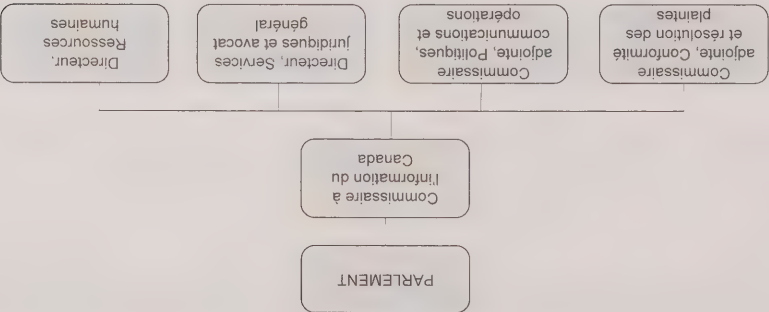 PARLEMENT
Commissaire à
l'information du
Canada
Commissaire
adjointe, Conformité
et résolution des
plaintes
Commissaire
adjointe, Politiques,
communications et
opérations
Directeur, Services
juridiques et avocat
général
Directeur,
Ressources
humaines